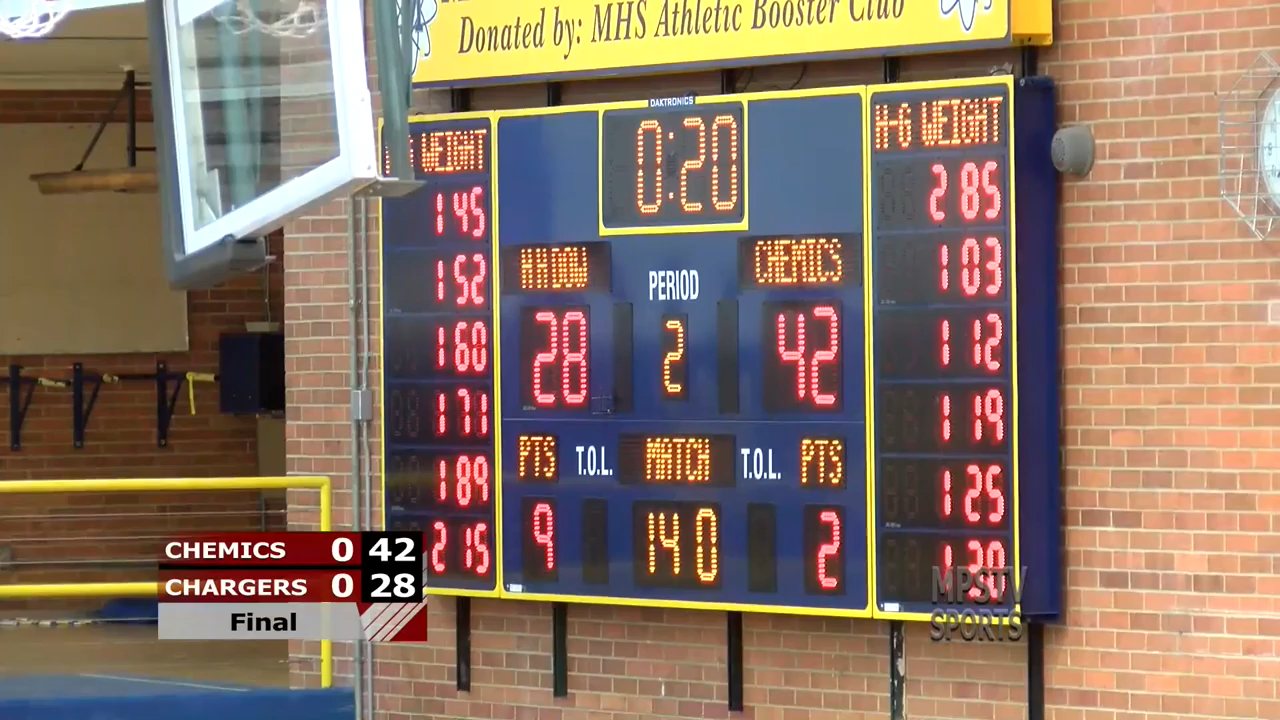 Donated by: MHS Athletic Booster Club
DAKTRONICS
WEIGHT
145
152
160
171
189
215
0:20
HHDOW
CHEMICS
PERIOD
28
2
42
PTS
T.O.L.
MATCH
T.O.L.
PTS
9
140
2
H-G WEIGHT
285
103
112
119
125
130
CHEMICS 0 42
CHARGERS 0 28
Final
MPSTV
SPORTS